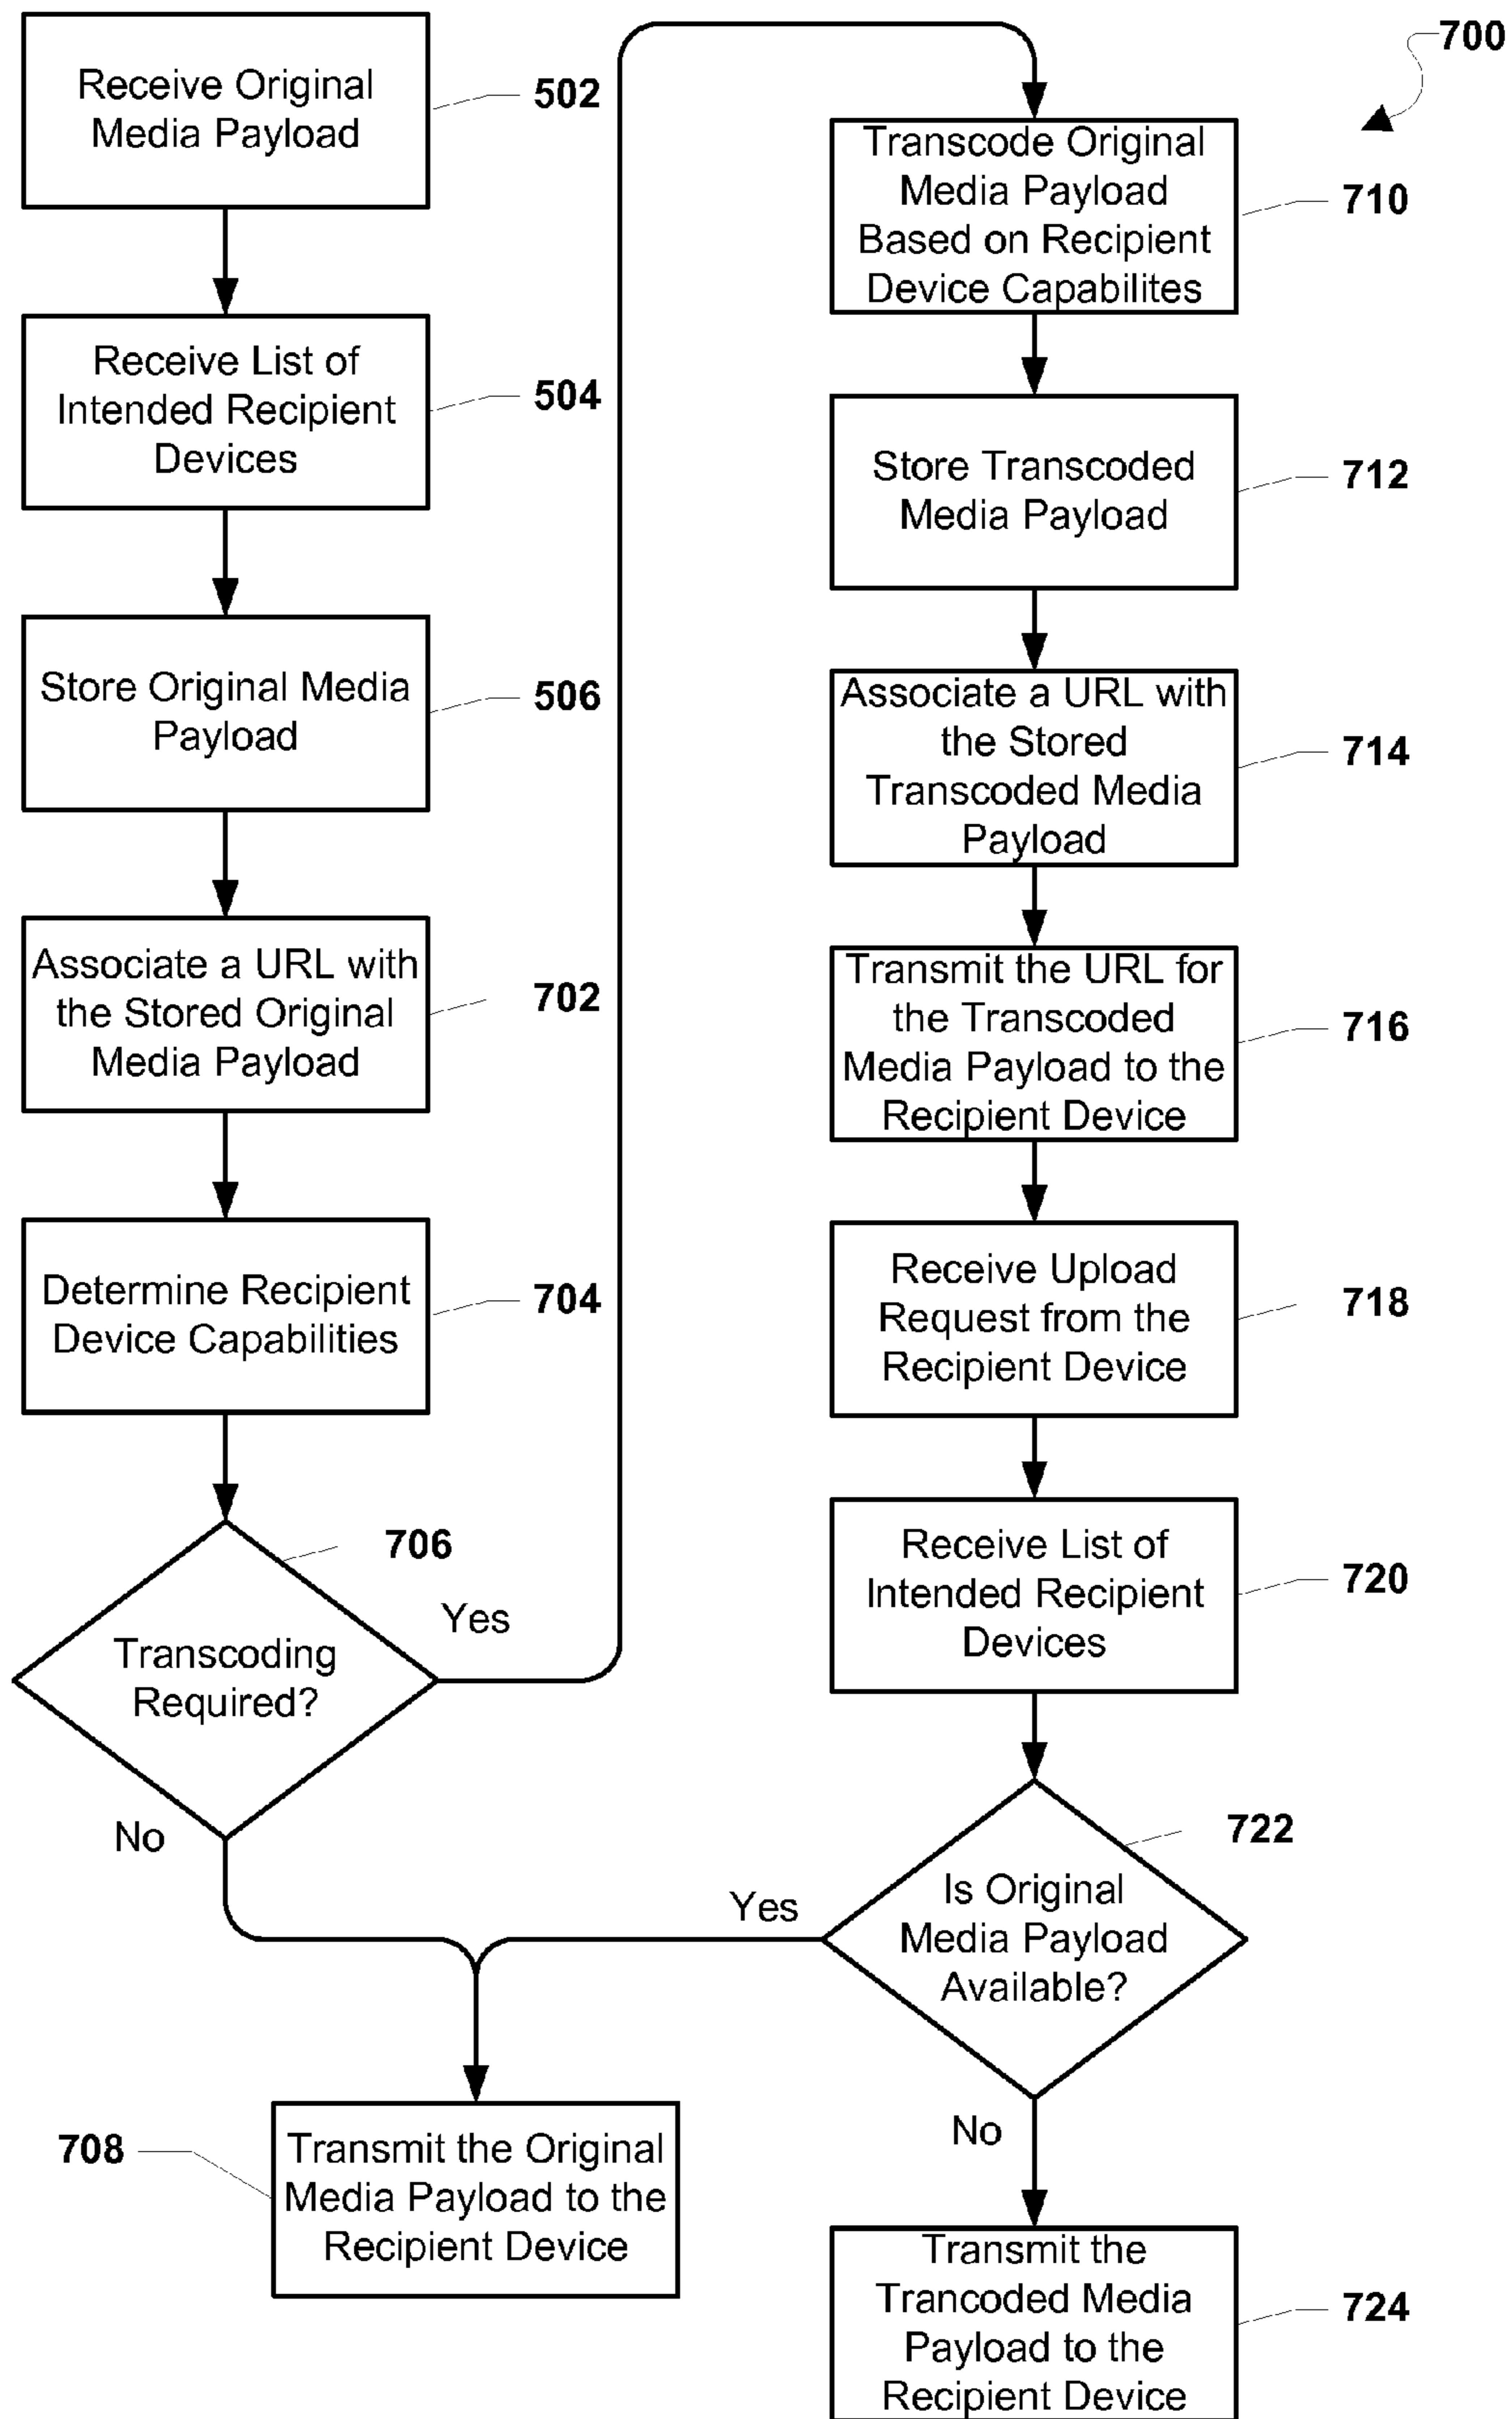 700
Receive Original
Media Payload
502
Receive List of
Intended Recipient
Devices
504
Store Original Media
Payload
506
Associate a URL with
the Stored Original
Media Payload
702
Determine Recipient
Device Capabilities
704
706
Transcoding
Required?
Yes
No
708
Transmit the Original
Media Payload to the
Recipient Device
Transcode Original
Media Payload
Based on Recipient
Device Capabilites
710
Store Transcoded
Media Payload
712
Associate a URL with
the Stored
Transcoded Media
Payload
714
Transmit the URL for
the Transcoded
Media Payload to the
Recipient Device
716
Receive Upload
Request from the
Recipient Device
718
Receive List of
Intended Recipient
Devices
720
722
Is Original
Media Payload
Available?
Yes
No
Transmit the
Trancoded Media
Payload to the
Recipient Device
724